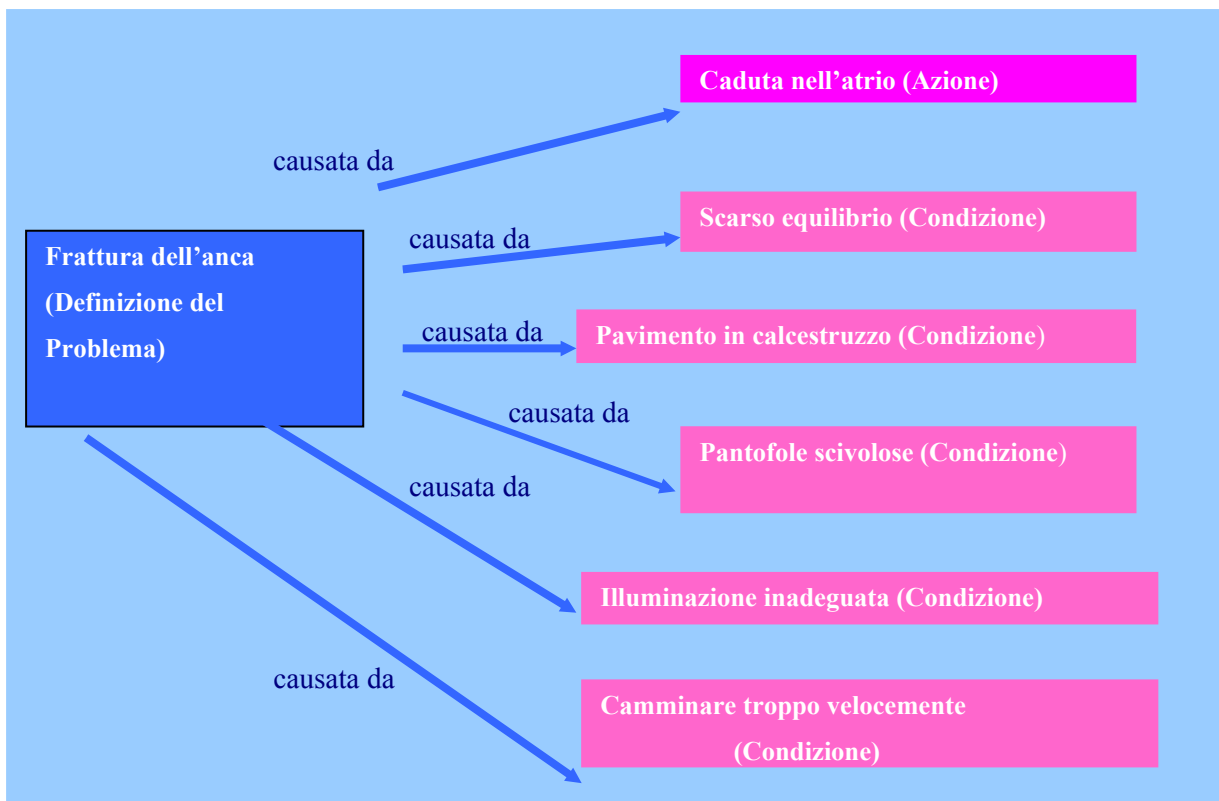 Caduta nell’atrio (Azione)
causata da
Scarso equilibrio (Condizione)
causata da
Frattura dell’anca
(Definizione del
Problema)
causata da
Pavimento in calcestruzzo (Condizione)
causata da
Pantofole scivolose (Condizione)
causata da
Illuminazione inadeguata (Condizione)
causata da
Camminare troppo velocemente
(Condizione)